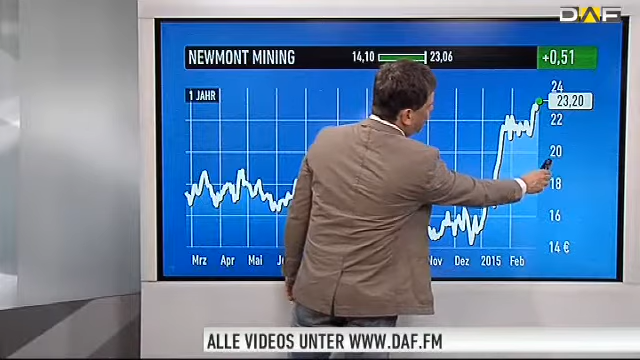 DAF
NEWMONT MINING 14,10 23,06 +0,51
1 JAHR
24
23,20
22
20
18
16
14 €
Mrz Apr Mai Dez 2015 Feb
ALLE VIDEOS UNTER WWW.DAF.FM